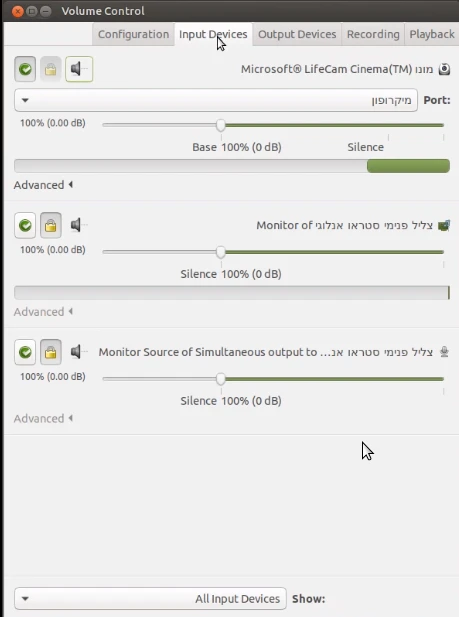 Volume Control
Configuration Input Devices Output Devices Recording Playback
Microsoft® LifeCam Cinema(TM) מונו
Port: מיקרופון
100% (0.00 dB)
Base 100% (0 dB) Silence
Advanced
Monitor of צליל פנימי סטראו אנלוגי
100% (0.00 dB)
Silence 100% (0 dB)
Advanced
Monitor Source of Simultaneous output to ...צליל פנימי סטראו אנ
100% (0.00 dB)
Silence 100% (0 dB)
Advanced
Show: All Input Devices